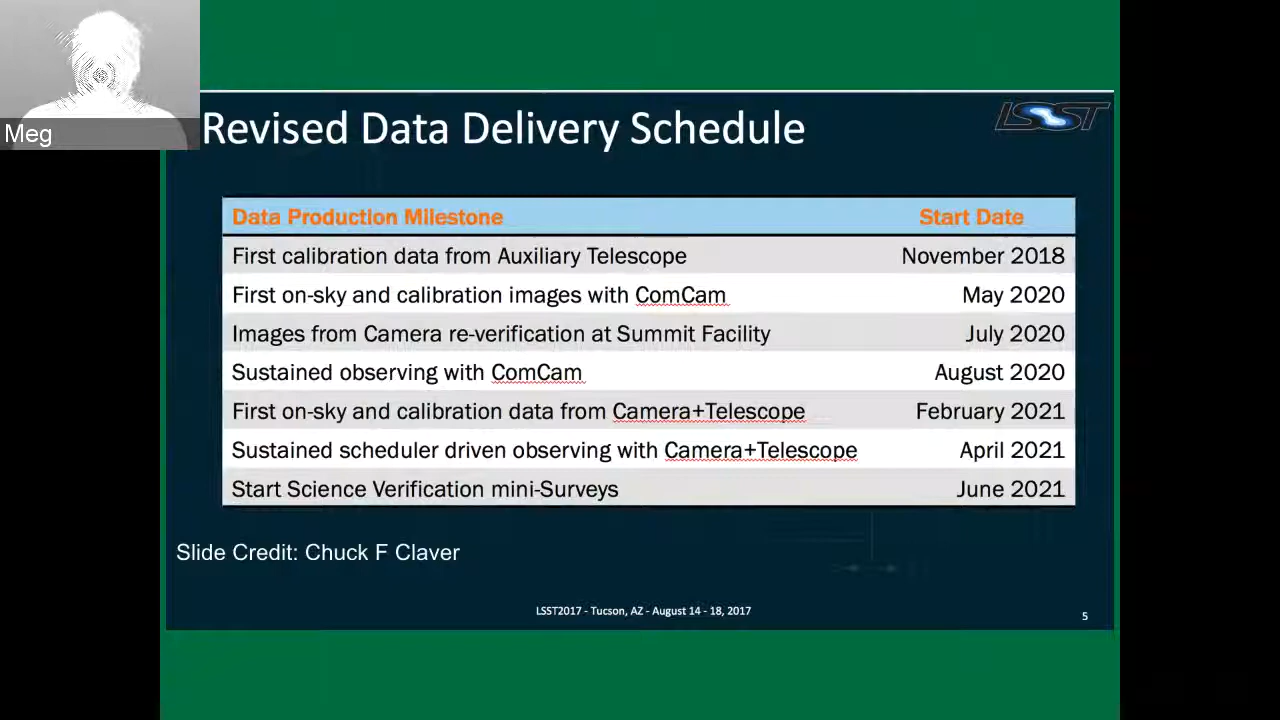 Meg
Revised Data Delivery Schedule
LSST
Data Production Milestone Start Date
First calibration data from Auxiliary Telescope November 2018
First on-sky and calibration images with ComCam May 2020
Images from Camera re-verification at Summit Facility July 2020
Sustained observing with ComCam August 2020
First on-sky and calibration data from Camera+Telescope February 2021
Sustained scheduler driven observing with Camera+Telescope April 2021
Start Science Verification mini-Surveys June 2021
Slide Credit: Chuck F Claver
LSST2017 - Tucson, AZ - August 14 - 18, 2017
5